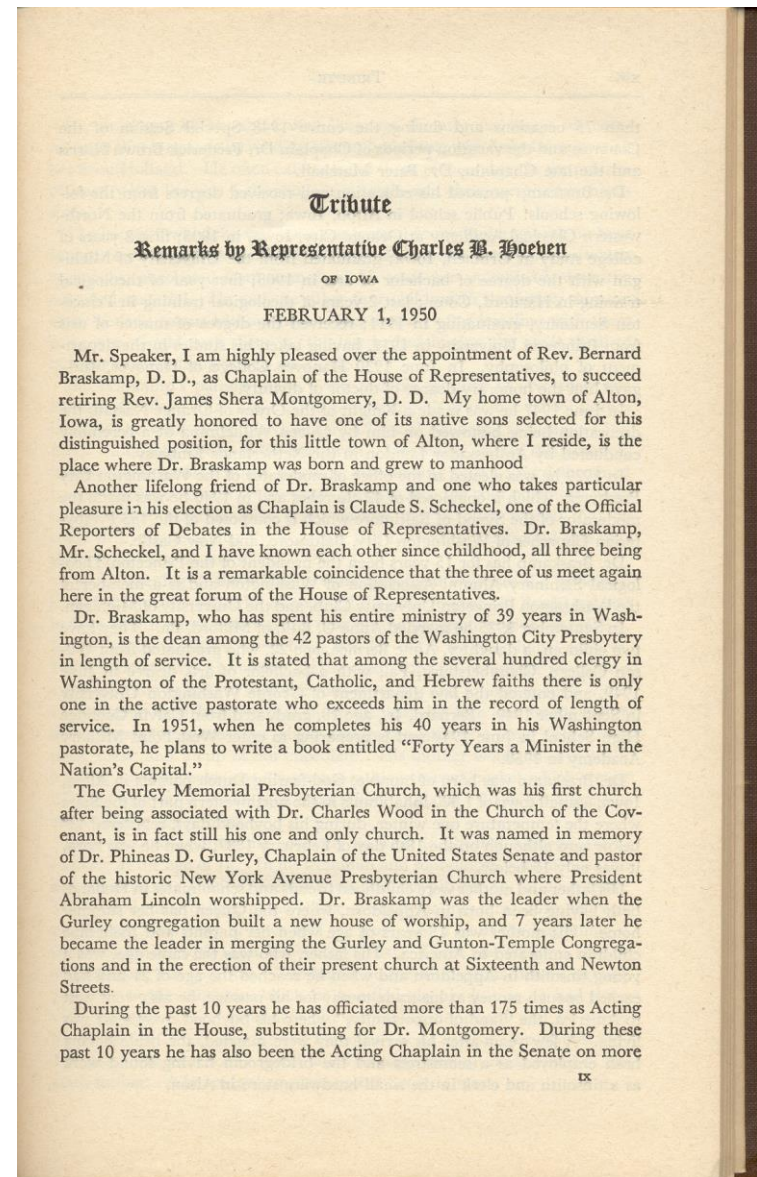 Tribute
Remarks by Representative Charles B. Hoeven
OF IOWA
FEBRUARY 1, 1950
Mr. Speaker, I am highly pleased over the appointment of Rev. Bernard
Braskamp, D. D., as Chaplain of the House of Representatives, to succeed
retiring Rev. James Shera Montgomery, D. D. My home town of Alton,
Iowa, is greatly honored to have one of its native sons selected for this
distinguished position, for this little town of Alton, where I reside, is the
place where Dr. Braskamp was born and grew to manhood
Another lifelong friend of Dr. Braskamp and one who takes particular
pleasure in his election as Chaplain is Claude S. Scheckel, one of the Official
Reporters of Debates in the House of Representatives. Dr. Braskamp,
Mr. Scheckel, and I have known each other since childhood, all three being
from Alton. It is a remarkable coincidence that the three of us meet again
here in the great forum of the House of Representatives.
Dr. Braskamp, who has spent his entire ministry of 39 years in Wash-
ington, is the dean among the 42 pastors of the Washington City Presbytery
in length of service. It is stated that among the several hundred clergy in
Washington of the Protestant, Catholic, and Hebrew faiths there is only
one in the active pastorate who exceeds him in the record of length of
service. In 1951, when he completes his 40 years in his Washington
pastorate, he plans to write a book entitled “Forty Years a Minister in the
Nation's Capital.”
The Gurley Memorial Presbyterian Church, which was his first church
after being associated with Dr. Charles Wood in the Church of the Cov-
enant, is in fact still his one and only church. It was named in memory
of Dr. Phineas D. Gurley, Chaplain of the United States Senate and pastor
of the historic New York Avenue Presbyterian Church where President
Abraham Lincoln worshipped. Dr. Braskamp was the leader when the
Gurley congregation built a new house of worship, and 7 years later he
became the leader in merging the Gurley and Gunton-Temple Congrega-
tions and in the erection of their present church at Sixteenth and Newton
Streets.
During the past 10 years he has officiated more than 175 times as Acting
Chaplain in the House, substituting for Dr. Montgomery. During these
past 10 years he has also been the Acting Chaplain in the Senate on more
IX